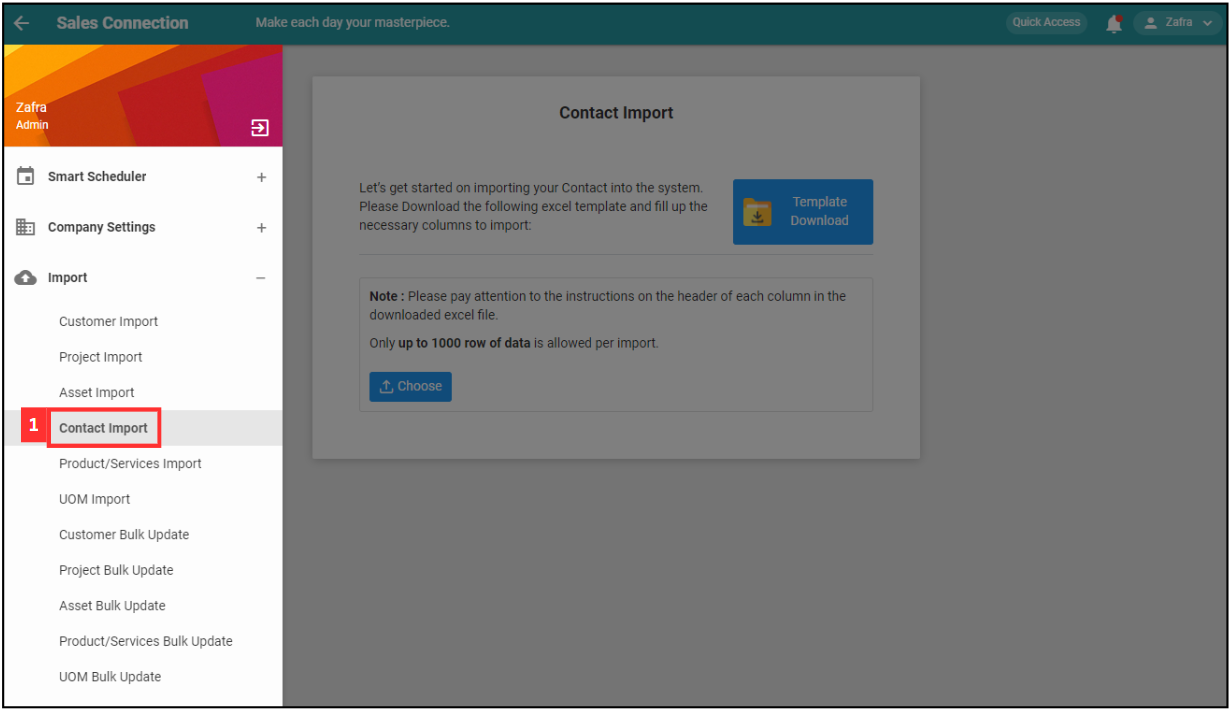 Sales Connection
Make each day your masterpiece.
Quick Access
Zafra
Zafra
Admin
Smart Scheduler
Company Settings
Import
Customer Import
Project Import
Asset Import
1
Contact Import
Product/Services Import
UOM Import
Customer Bulk Update
Project Bulk Update
Asset Bulk Update
Product/Services Bulk Update
UOM Bulk Update
Contact Import
Let's get started on importing your Contact into the system.
Please Download the following excel template and fill up the
necessary columns to import:
Template
Download
Note : Please pay attention to the instructions on the header of each column in the
downloaded excel file.
Only up to 1000 row of data is allowed per import.
Choose